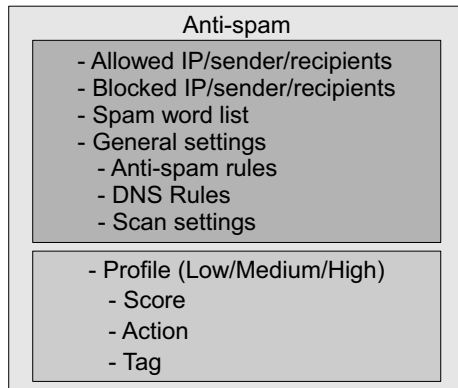 Anti-spam
- Allowed IP/sender/recipients
- Blocked IP/sender/recipients
- Spam word list
- General settings
- Anti-spam rules
- DNS Rules
- Scan settings
- Profile (Low/Medium/High)
- Score
- Action
- Tag